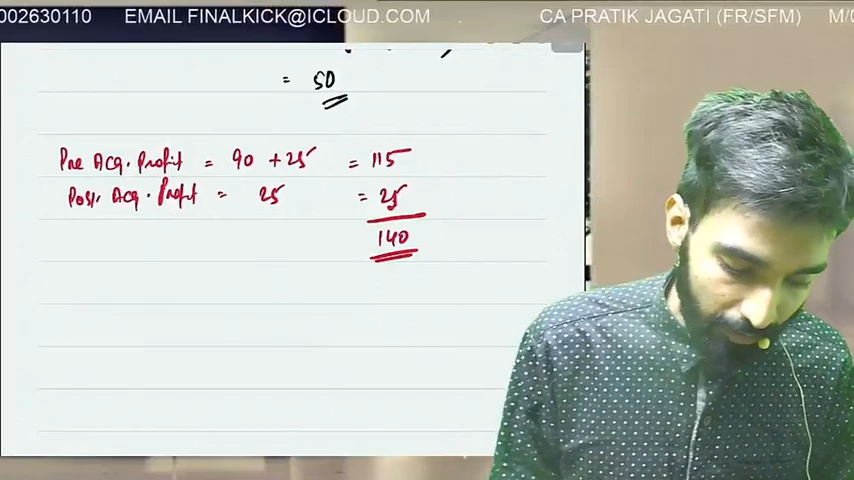 002630110 EMAIL FINALKICK@ICLOUD.COM . CA PRATIK JAGATI (FR/SFM) M/
= 50
Pre Acq. Profit = 90 + 25 = 115
Post. Acq. Profit = 25 = 25
140